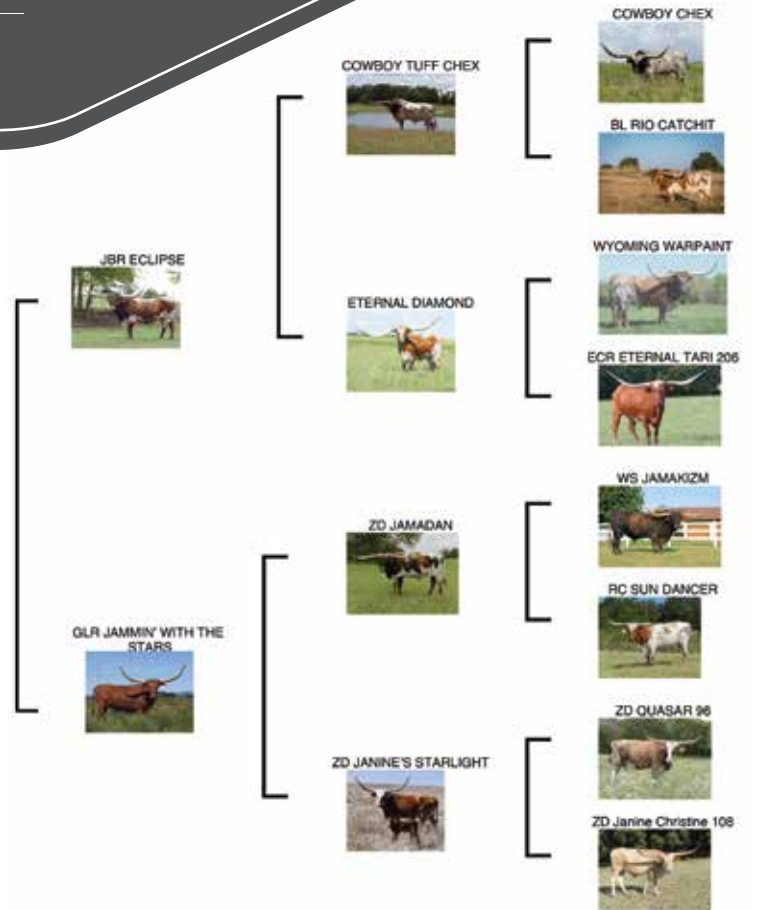 COWBOY CHEX
COWBOY TUFF CHEX
BL RIO CATCHIT
JBR ECLIPSE
WYOMING WARPAINT
ETERNAL DIAMOND
ECR ETERNAL TARI 206
WS JAMAKIZM
ZD JAMADAN
RC SUN DANCER
GLR JAMMIN' WITH THE
STARS
ZD QUASAR 96
ZD JANINE'S STARLIGHT
ZD Janine Christine 108